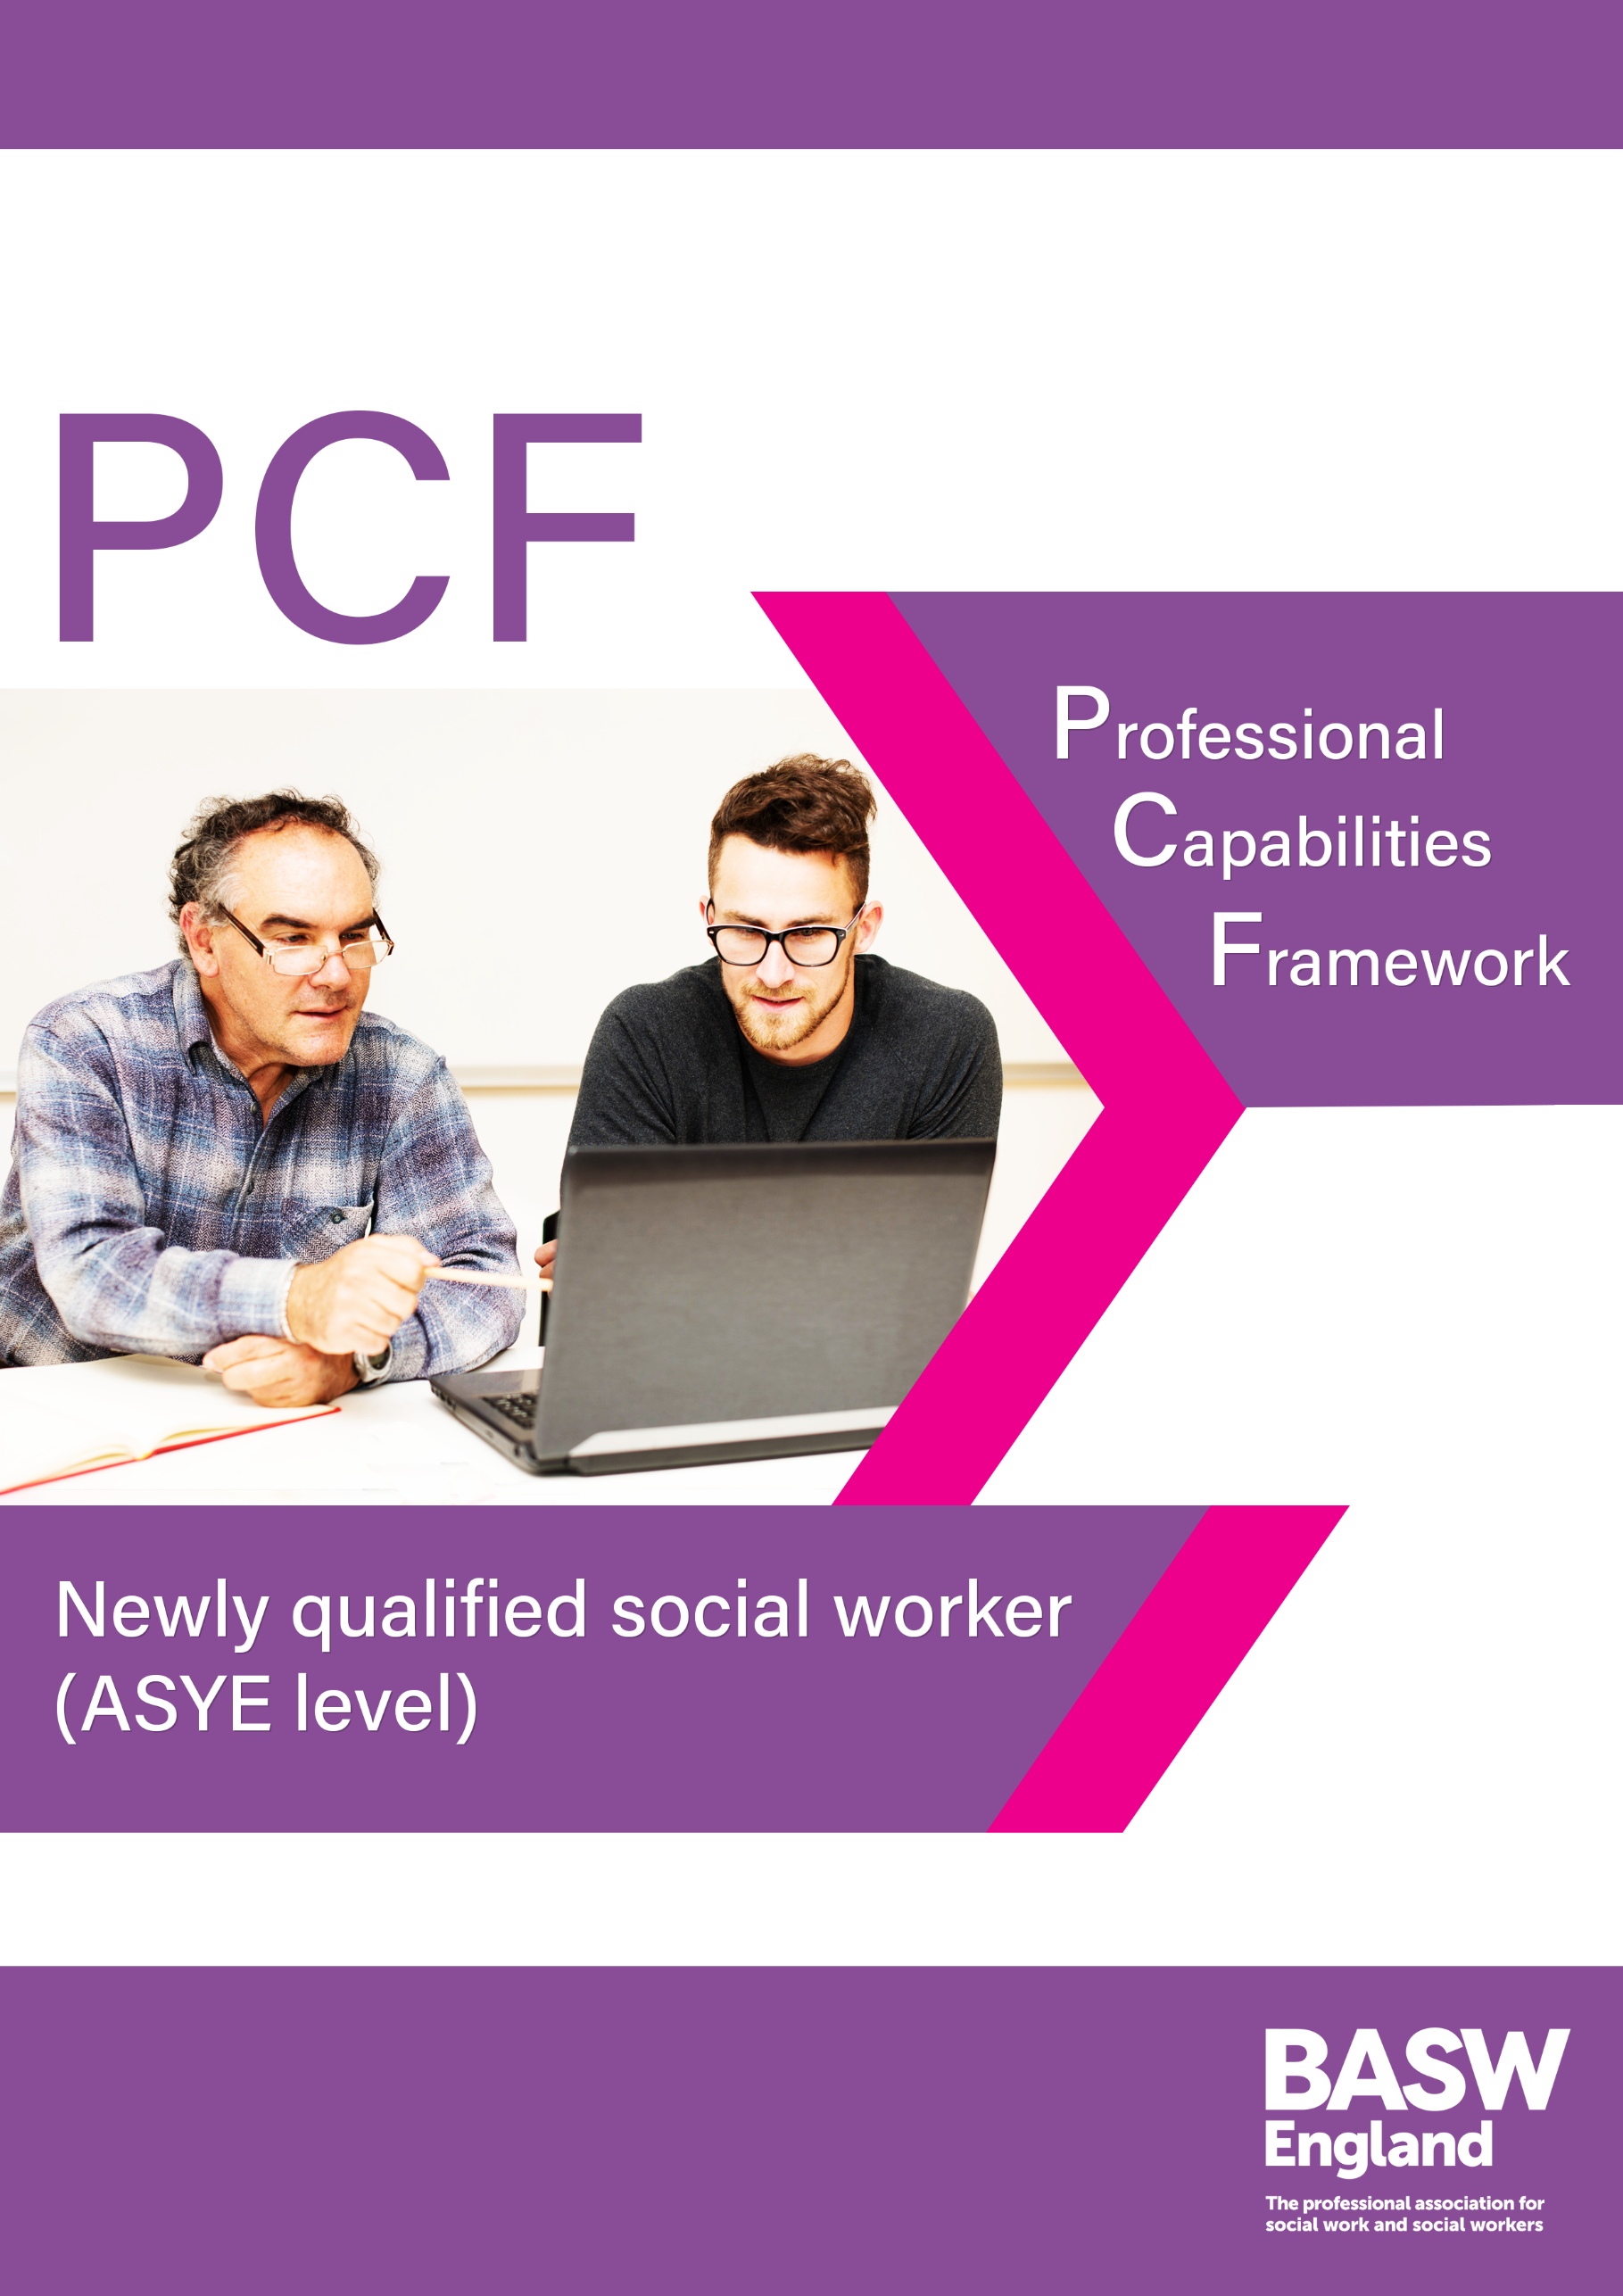 PCF
Professional
Capabilities
Framework
Newly qualified social worker
(ASYE level)
BASW
England
The professional association for
social work and social workers